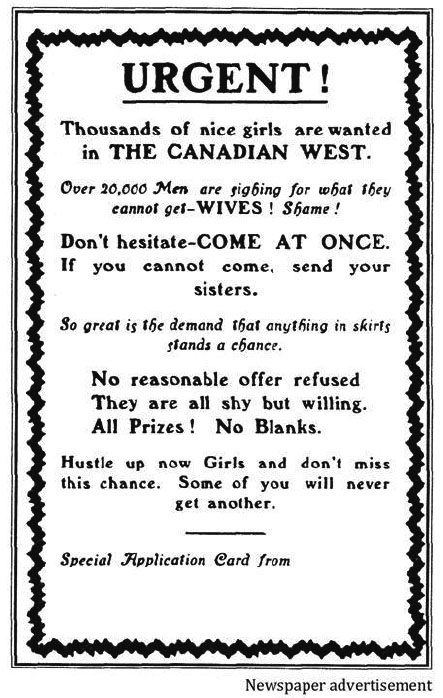 URGENT!
Thousands of nice girls are wanted
in THE CANADIAN WEST.
Over 20,000 Men are sighing for what they
cannot get-WIVES ! Shame !
Don't hesitate-COME AT ONCE.
If you cannot come, send your
sisters.
So great is the demand that anything in skirts
stands a chance.
No reasonable offer refused
They are all shy but willing.
All Prizes ! No Blanks.
Hustle up now Girls and don't miss
this chance. Some of you will never
get another.
Special Application Card from
Newspaper advertisement